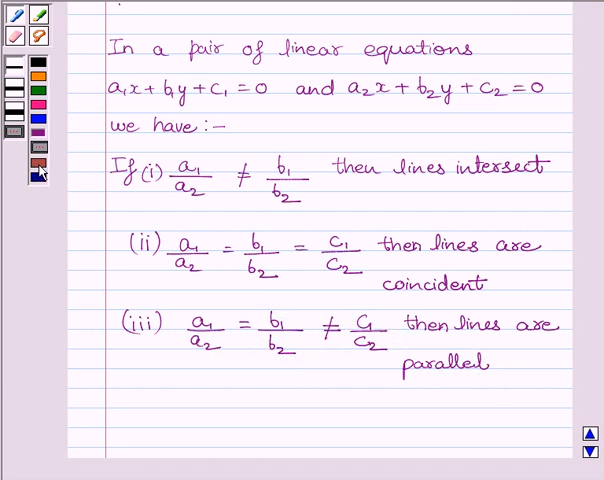 In a pair of linear equations
a₁x + b₁y + c₁ = 0 and a₂x + b₂y + c₂ = 0
we have :-
If (i) a₁/a₂ ≠ b₁/b₂ then lines intersect
(ii) a₁/a₂ = b₁/b₂ = c₁/c₂ then lines are
coincident
(iii) a₁/a₂ = b₁/b₂ ≠ c₁/c₂ then lines are
parallel